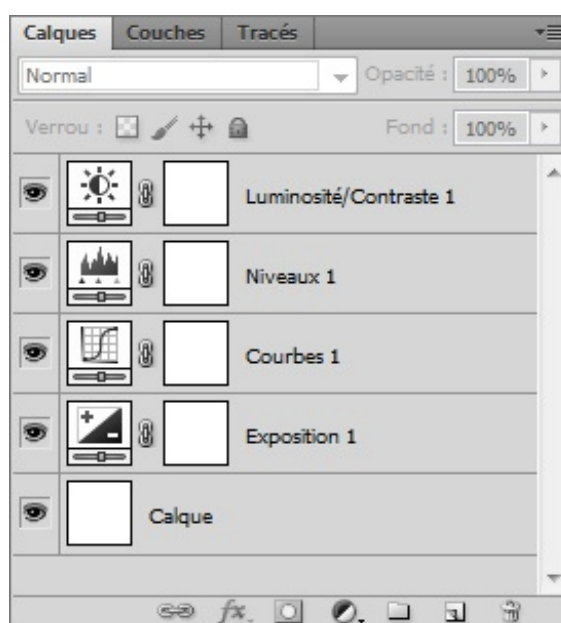 Calques Couches Tracés
Normal Opacité : 100%
Verrou : Fond : 100%
Luminosité/Contraste 1
Niveaux 1
Courbes 1
Exposition 1
Calque
fx.